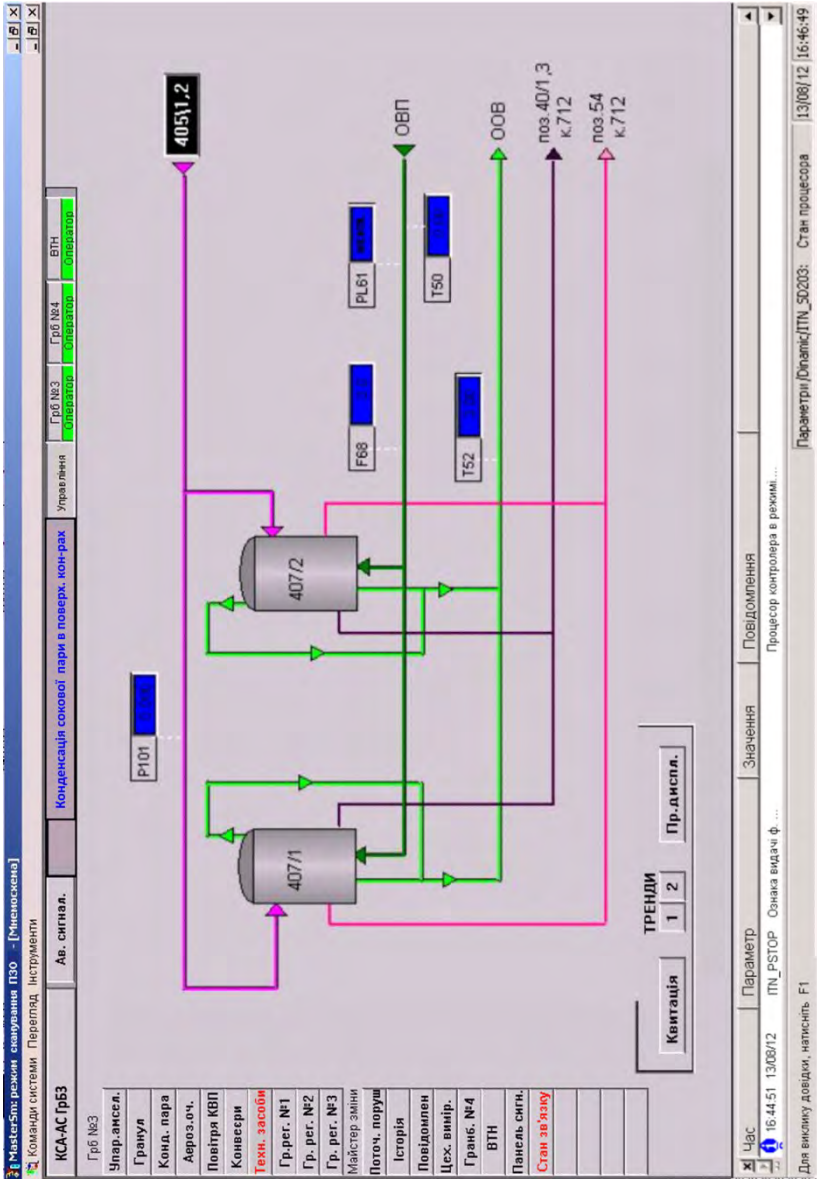 MasterSm: режим сканування ПЗО - [Мнемосхема]
Команди системи Перегляд Інструменти
КСА-АС ГрБЗ
Ав. сигнал.
Конденсація сокової пари в поверх. кон-рах
Управління
Грб №3 Грб №4 ВТН
Оператор Оператор Оператор
Грб №3
Упар.амсел.
Гранул
Конд. пара
Аероз.оч.
Повітря КВП
Конвеєри
Техн. засоби
Гр.рег. №1
Гр. рег. №2
Гр. рег. №3
Майстер зміни
Поточ. поруш
Історія
Повідомлен
Цех. вимір.
Гранб. №4
ВТН
Панель сигн.
Стан зв'язку
405\1,2
P101
407/1
407/2
F68
PL61
ОВП
T50
T52
ООВ
поз.40/1,3
к.712
поз.54
к.712
Квитація
ТРЕНДИ
1 2
Пр.диспл.
Час Параметр Значення Повідомлення
16:44:51 13/08/12 ITN_PSTOP Ознака видачі ф. ... Процесор контролера в режимі....
Для виклику довідки, натисніть F1
Параметри/Dinamic/ITN_SD203: Стан процесора 13/08/12 16:46:49